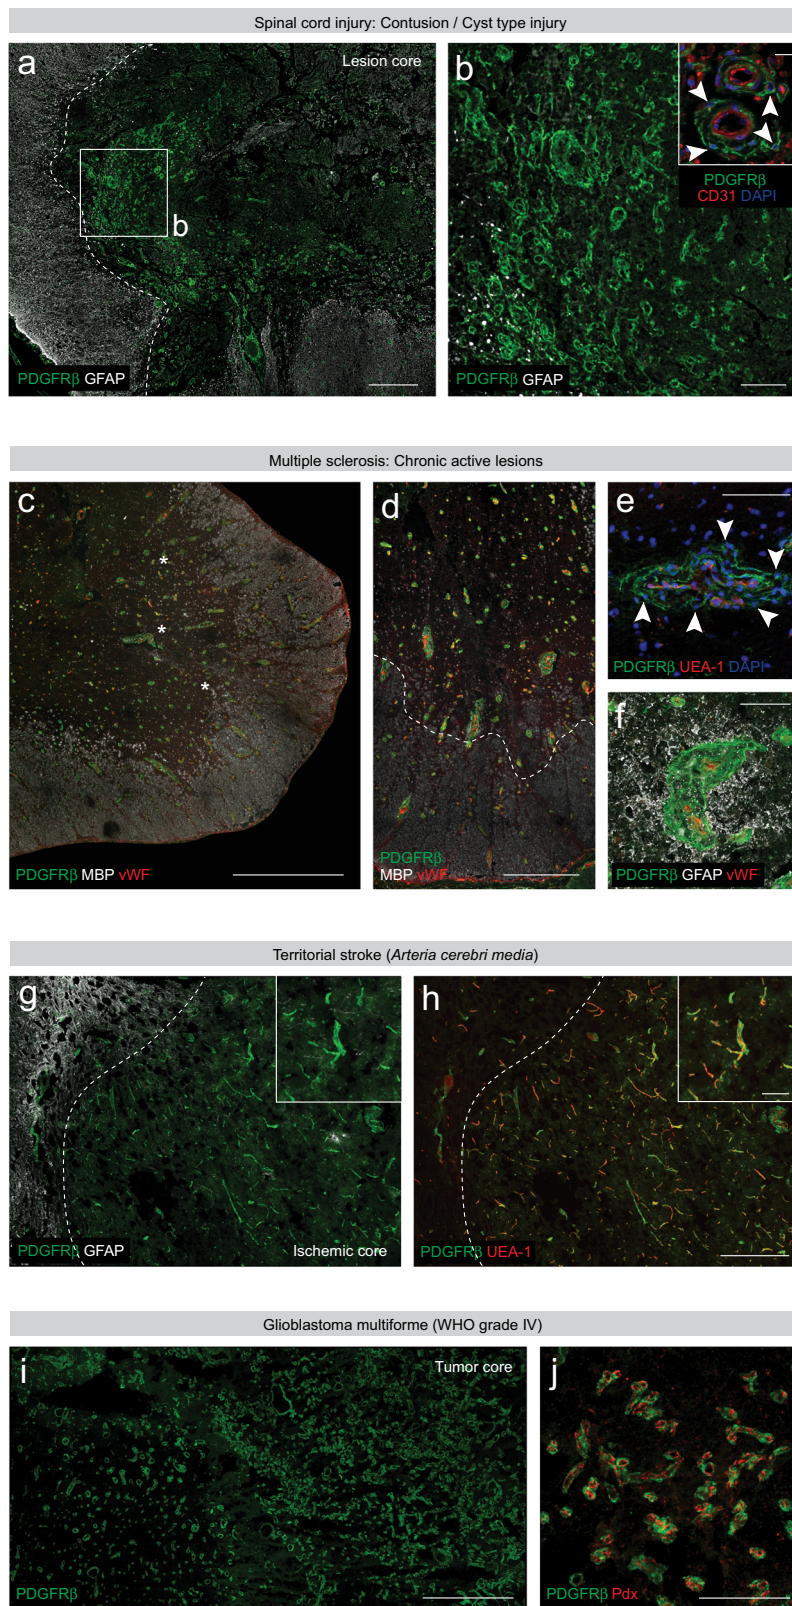 Spinal cord injury: Contusion / Cyst type injury
a
Lesion core
b
PDGFRβ GFAP
b
PDGFRβ
CD31 DAPI
PDGFRβ GFAP
Multiple sclerosis: Chronic active lesions
c
*
*
*
PDGFRβ MBP vWF
d
PDGFRβ
MBP vWF
e
PDGFRβ UEA-1 DAPI
f
PDGFRβ GFAP vWF
Territorial stroke (Arteria cerebri media)
g
PDGFRβ GFAP
Ischemic core
h
PDGFRβ UEA-1
Glioblastoma multiforme (WHO grade IV)
i
Tumor core
PDGFRβ
j
PDGFRβ Pdx